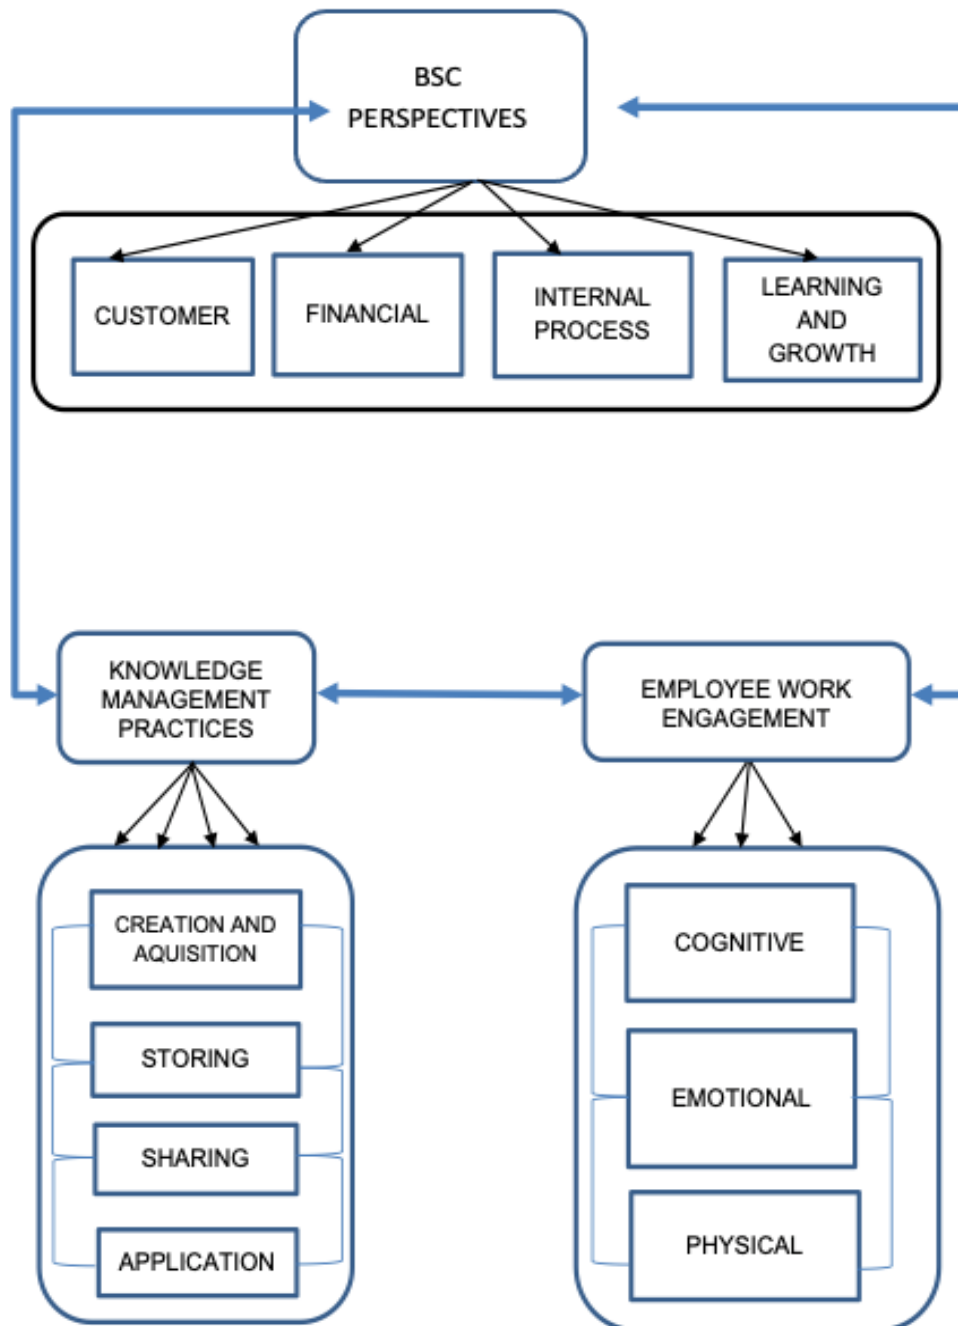 BSC
PERSPECTIVES
CUSTOMER
FINANCIAL
INTERNAL
PROCESS
LEARNING
AND
GROWTH
KNOWLEDGE
MANAGEMENT
PRACTICES
EMPLOYEE WORK
ENGAGEMENT
CREATION AND
AQUISITION
STORING
SHARING
APPLICATION
COGNITIVE
EMOTIONAL
PHYSICAL